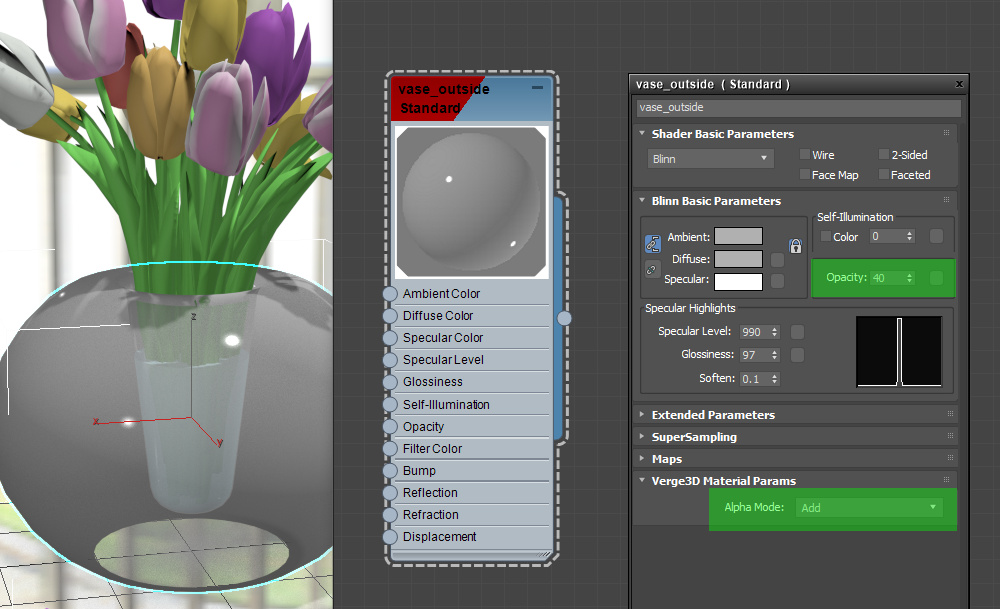 z
x
y
vase_outside
Standard
Ambient Color
Diffuse Color
Specular Color
Specular Level
Glossiness
Self-Illumination
Opacity
Filter Color
Bump
Reflection
Refraction
Displacement
vase_outside ( Standard ) x
vase_outside
Shader Basic Parameters
Blinn Wire 2-Sided
Face Map Faceted
Blinn Basic Parameters
Self-Illumination
Ambient: Color 0
Diffuse:
Specular: Opacity: 40
Specular Highlights
Specular Level: 990
Glossiness: 97
Soften: 0.1
Extended Parameters
SuperSampling
Maps
Verge3D Material Params
Alpha Mode: Add